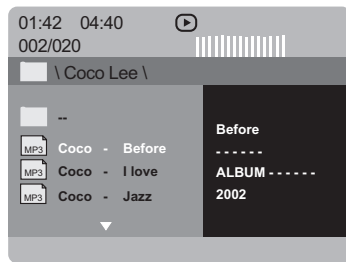 01:42 04:40
002/020
\ Coco Lee \
--
MP3 Coco - Before
MP3 Coco - I love
MP3 Coco - Jazz
Before
- - - - - -
ALBUM - - - - - -
2002